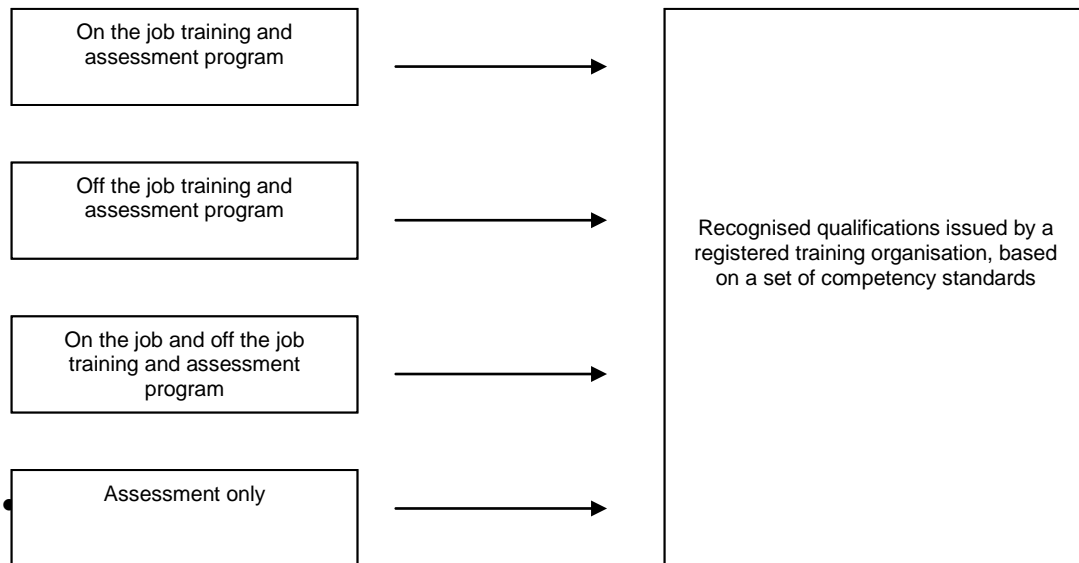 On the job training and
assessment program
Off the job training and
assessment program
On the job and off the job
training and assessment
program
Assessment only
Recognised qualifications issued by a
registered training organisation, based
on a set of competency standards